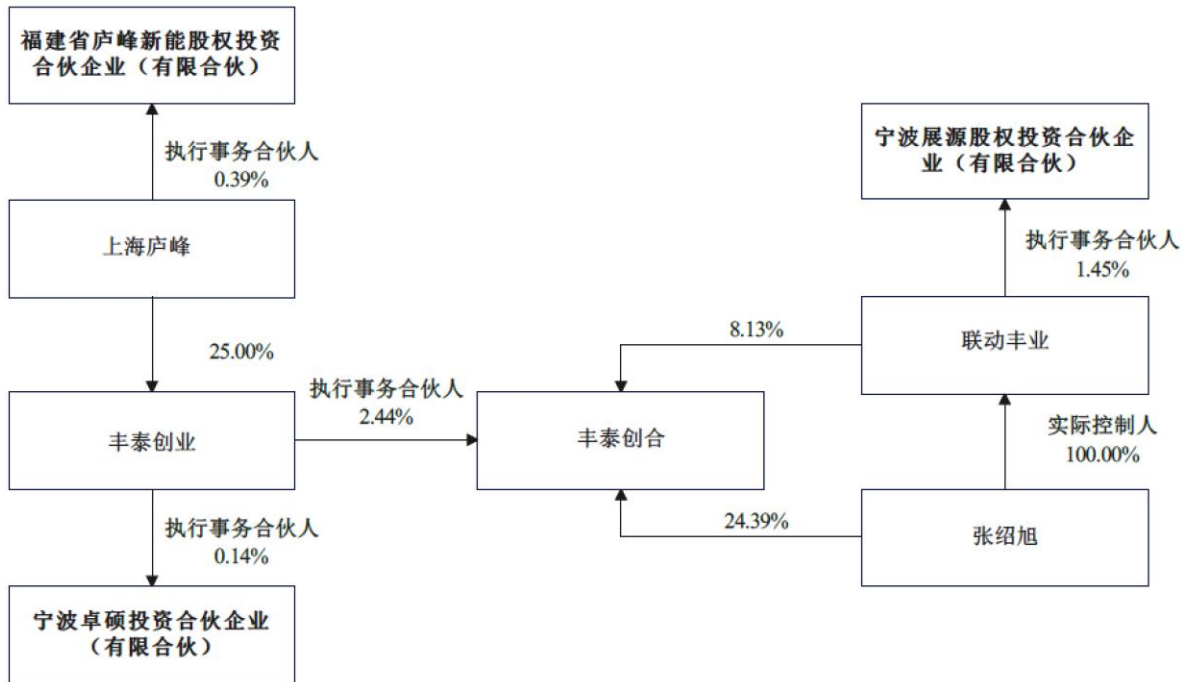 福建省庐峰新能股权投资
合伙企业（有限合伙）
执行事务合伙人
0.39%
上海庐峰
25.00%
丰泰创业
执行事务合伙人
0.14%
宁波卓硕投资合伙企业
（有限合伙）
执行事务合伙人
2.44%
丰泰创合
8.13%
24.39%
宁波展源股权投资合伙企
业（有限合伙）
执行事务合伙人
1.45%
联动丰业
实际控制人
100.00%
张绍旭